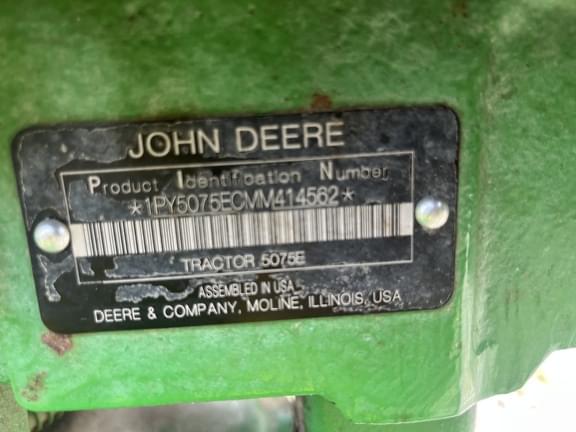 JOHN DEERE
Product Identification Number
*1PY5075ECMM414562*
TRACTOR 5075E
ASSEMBLED IN USA
DEERE & COMPANY, MOLINE, ILLINOIS, USA